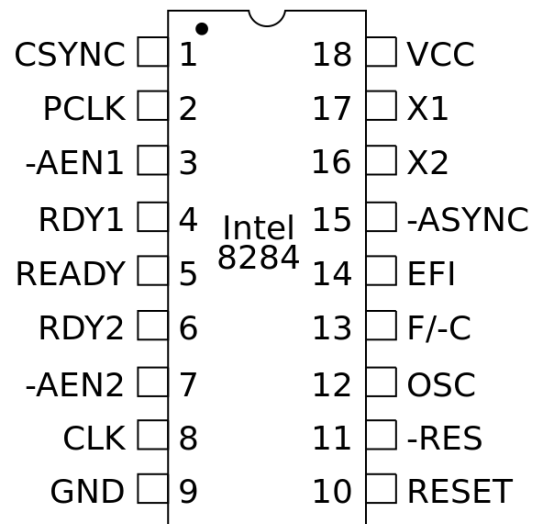 CSYNC 1 18 VCC
PCLK 2 17 X1
-AEN1 3 16 X2
RDY1 4 Intel 15 -ASYNC
READY 5 8284 14 EFI
RDY2 6 13 F/-C
-AEN2 7 12 OSC
CLK 8 11 -RES
GND 9 10 RESET